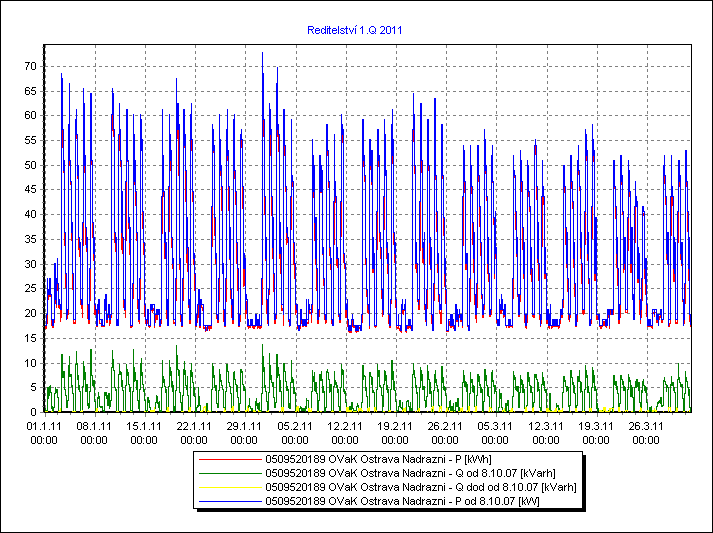 Reditelství 1.Q 2011
70
65
60
55
50
45
40
35
30
25
20
15
10
5
0
01.1.11 8.1.11 15.1.11 22.1.11 29.1.11 5.2.11 12.2.11 19.2.11 26.2.11 5.3.11 12.3.11 19.3.11 26.3.11
00:00 00:00 00:00 00:00 00:00 00:00 00:00 00:00 00:00 00:00 00:00 00:00 00:00
0509520189 OVaK Ostrava Nadrazni - P [kWh]
0509520189 OVaK Ostrava Nadrazni - Q od 8.10.07 [kVarh]
0509520189 OVaK Ostrava Nadrazni - Q dod od 8.10.07 [kVarh]
0509520189 OVaK Ostrava Nadrazni - P od 8.10.07 [kW]